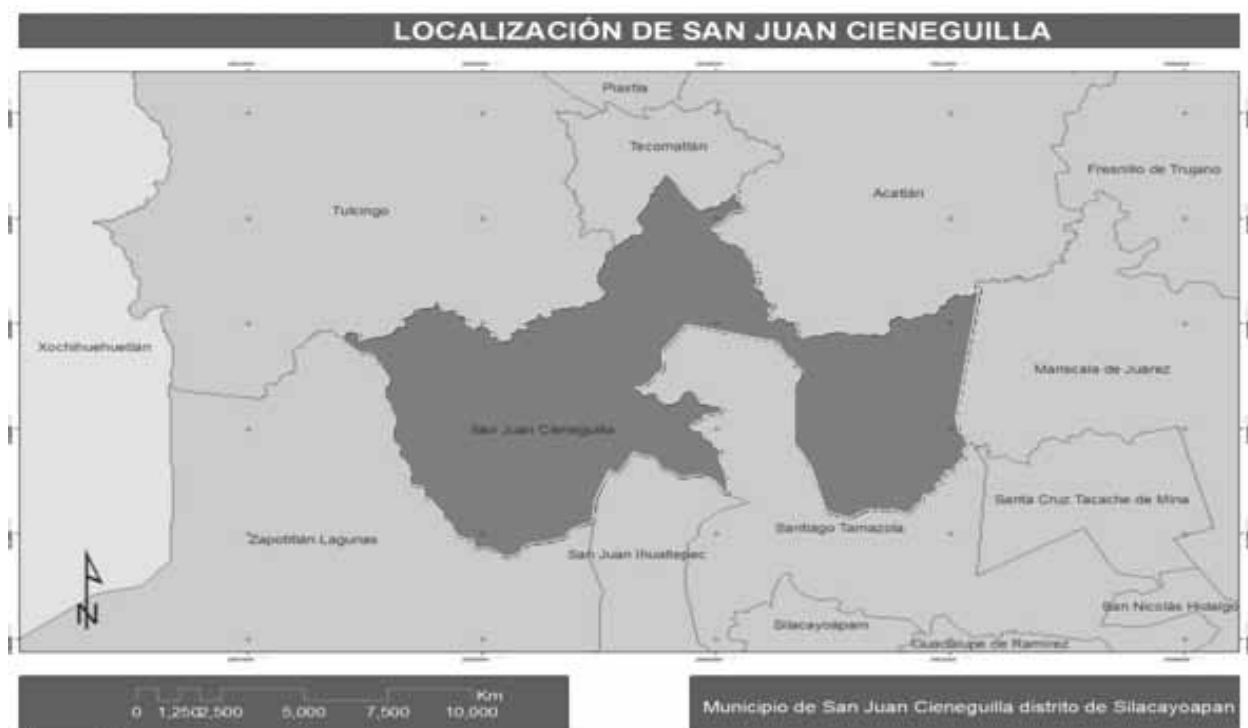 LOCALIZACIÓN DE SAN JUAN CIENEGUILLA
Piaxtla
Tecomatlán
Fresnillo de Trujano
Acatlán
Tulcingo
Xochihuehuetlán
Mariscala de Juárez
San Juan Cieneguilla
Santa Cruz Tacache de Mina
Santiago Tamazola
Zapotitlán Lagunas
San Juan Ihualtepec
San Nicolás Hidalgo
Silacayoapam
Guadalupe de Ramírez
N
Km
0 1,250 2,500 5,000 7,500 10,000
Municipio de San Juan Cieneguilla distrito de Silacayoapan